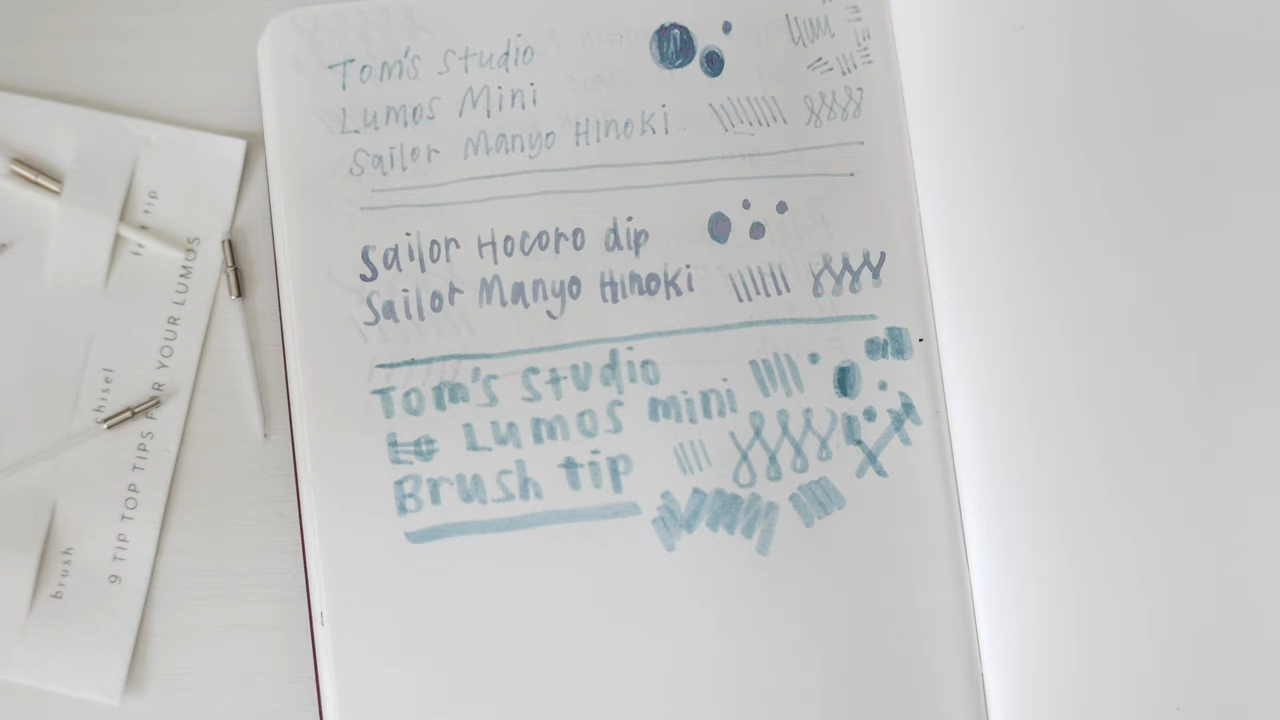 Tom's Studio
Lumos Mini
Sailor Manyo Hinoki
Sailor Hocoro dip
Sailor Manyo Hinoki
Tom's Studio
Lo Lumos mini
Brush tip
tip
9 TIP TOP TIPS FOR YOUR LUMOS
brush